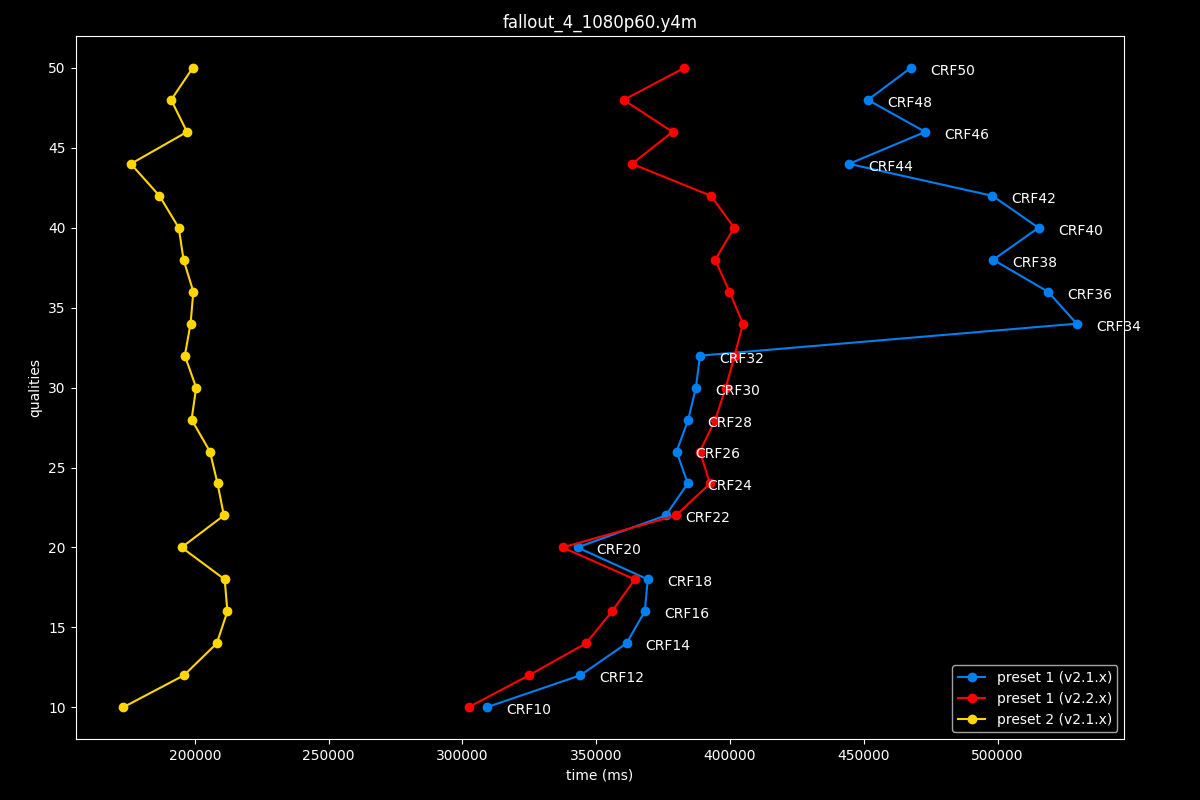 fallout_4_1080p60.y4m
50
45
40
35
30
25
20
15
10
qualities
CRF50
CRF48
CRF46
CRF44
CRF42
CRF40
CRF38
CRF36
CRF34
CRF32
CRF30
CRF28
CRF26
CRF24
CRF22
CRF20
CRF18
CRF16
CRF14
CRF12
CRF10
preset 1 (v2.1.x)
preset 1 (v2.2.x)
preset 2 (v2.1.x)
200000 250000 300000 350000 400000 450000 500000
time (ms)